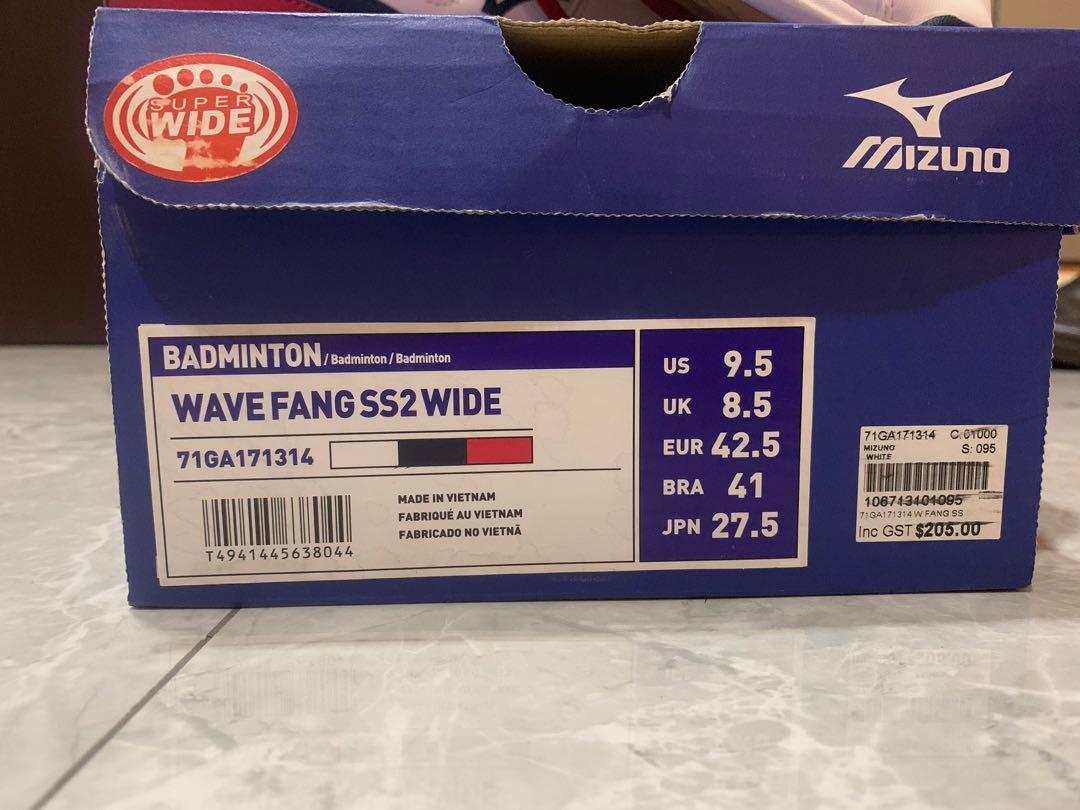 SUPER
WIDE
MIZUNO
BADMINTON / Badminton / Badminton
WAVE FANG SS2 WIDE
71GA171314
T4941445638044
MADE IN VIETNAM
FABRIQUÉ AU VIETNAM
FABRICADO NO VIETNÃ
US 9.5
UK 8.5
EUR 42.5
BRA 41
JPN 27.5
71GA171314 C:01000
MIZUNO S: 095
WHITE
106713101095
71GA171314 W FANG SS
Inc GST $205.00